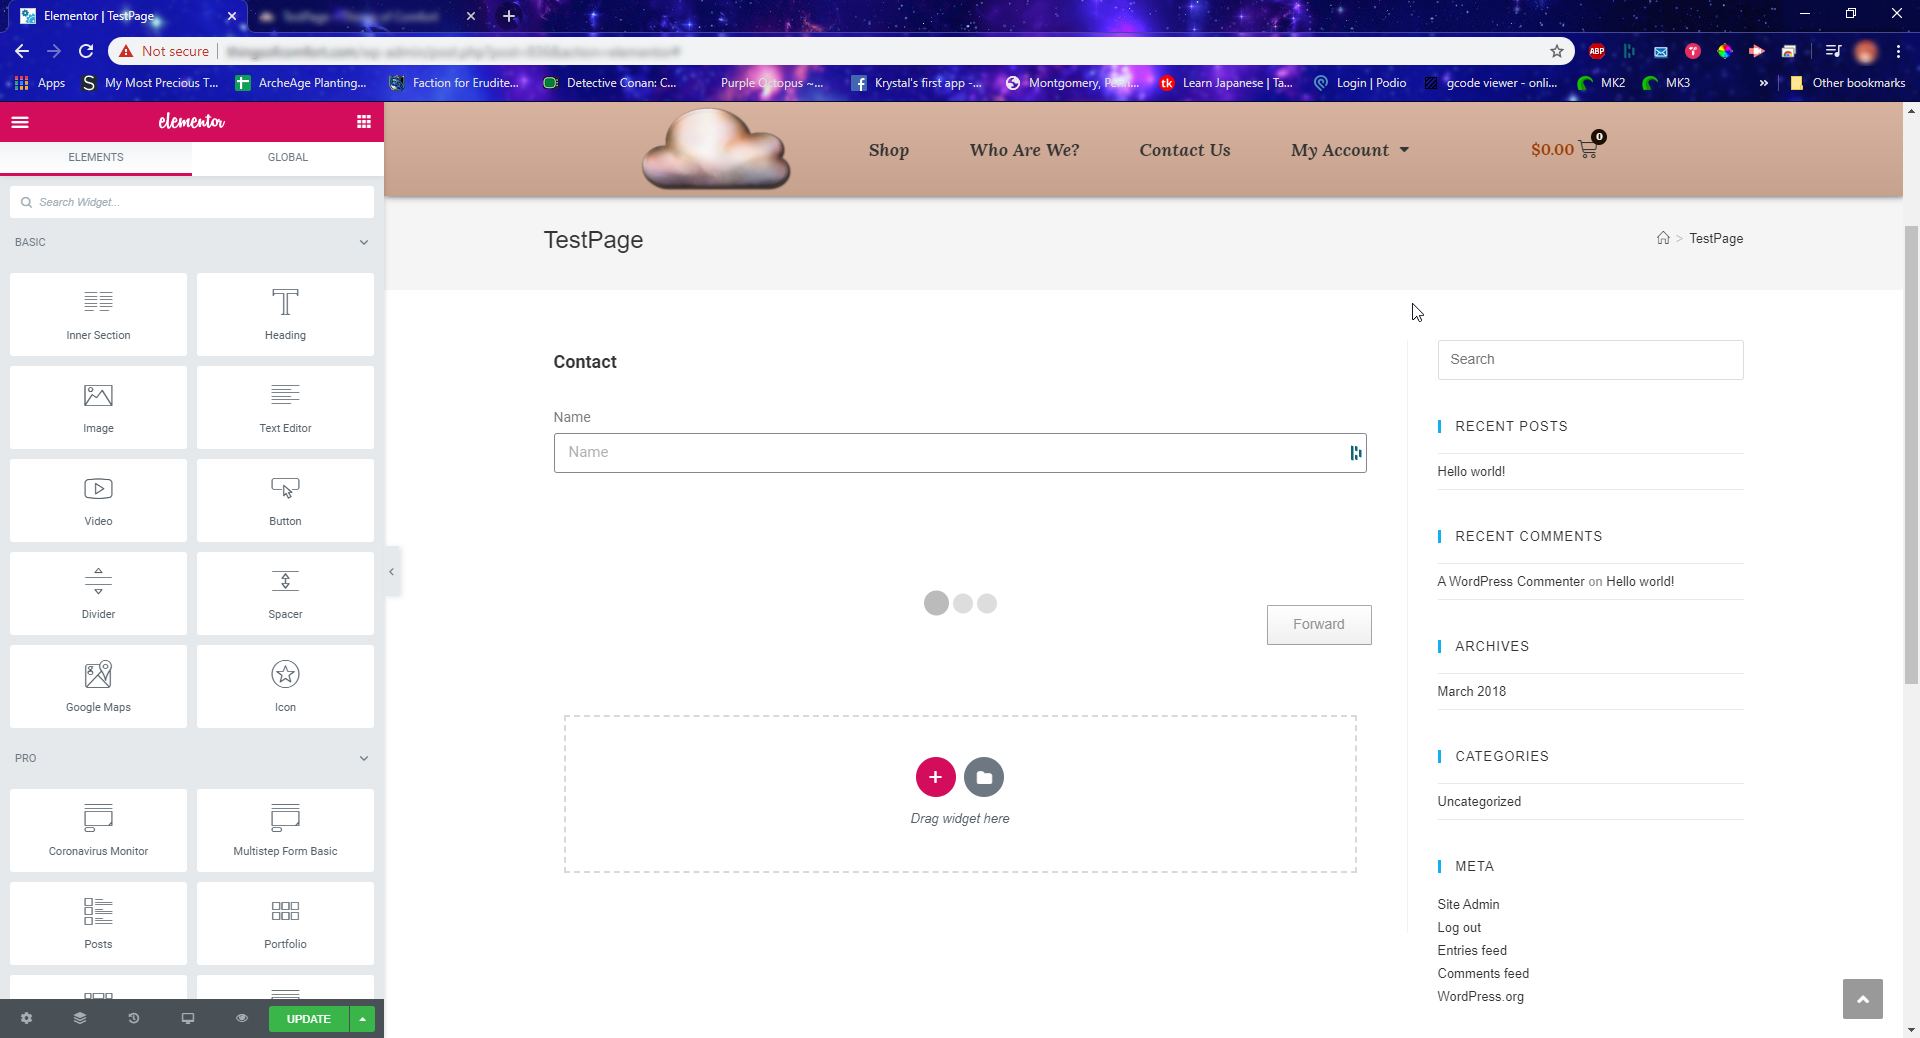 Elementor | TestPage
Not secure
Apps
My Most Precious T...
ArcheAge Planting...
Faction for Erudite...
Detective Conan: C...
Purple Octopus ~...
Krystal's first app -...
Montgomery, Penn...
Learn Japanese | Ta...
Login | Podio
gcode viewer - onli...
MK2
MK3
»
Other bookmarks
elementor
ELEMENTS
GLOBAL
Search Widget...
BASIC
Inner Section
Heading
Image
Text Editor
Video
Button
Divider
Spacer
Google Maps
Icon
PRO
Coronavirus Monitor
Multistep Form Basic
Posts
Portfolio
UPDATE
Shop
Who Are We?
Contact Us
My Account
$0.00
0
TestPage
> TestPage
Contact
Name
Name
Forward
Drag widget here
Search
RECENT POSTS
Hello world!
RECENT COMMENTS
A WordPress Commenter on Hello world!
ARCHIVES
March 2018
CATEGORIES
Uncategorized
META
Site Admin
Log out
Entries feed
Comments feed
WordPress.org